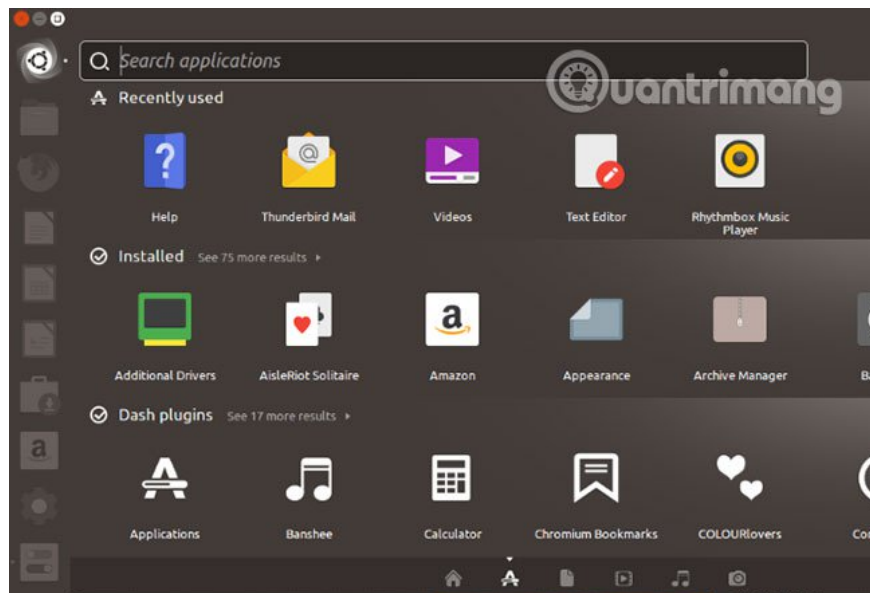 Search applications
Quantrimang
Recently used
Help
Thunderbird Mail
Videos
Text Editor
Rhythmbox Music
Player
Installed See 75 more results
Additional Drivers
AisleRiot Solitaire
Amazon
Appearance
Archive Manager
Dash plugins See 17 more results
Applications
Banshee
Calculator
Chromium Bookmarks
COLOURlovers